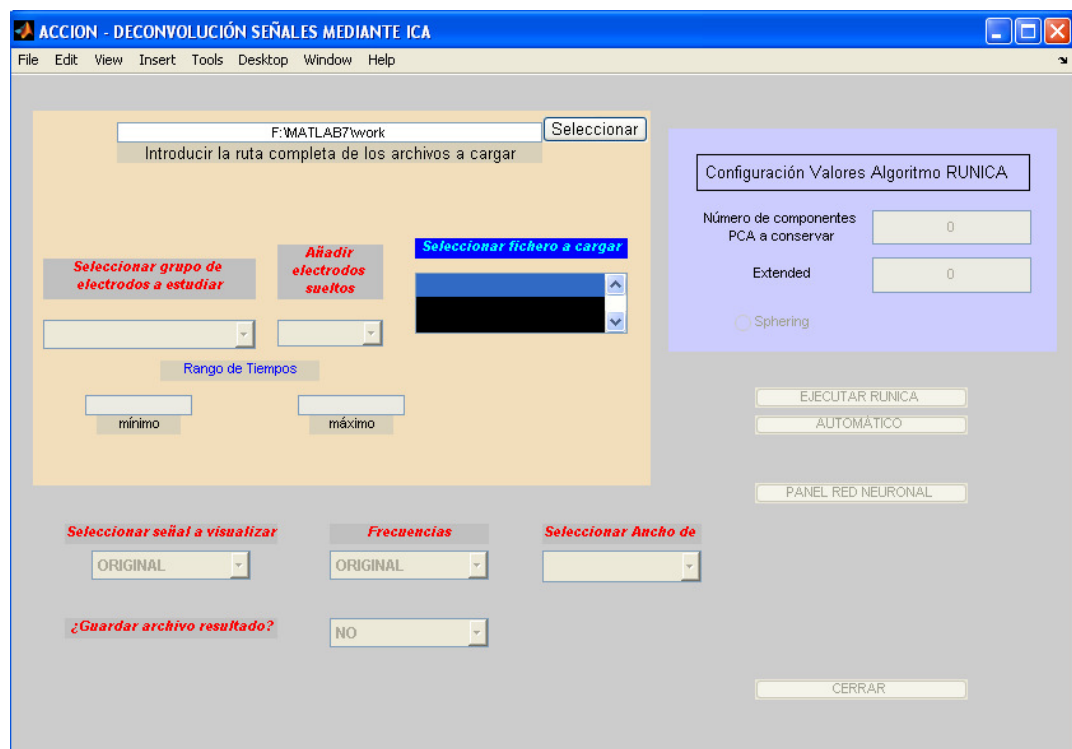 ACCION - DECONVOLUCIÓN SEÑALES MEDIANTE ICA
File Edit View Insert Tools Desktop Window Help
F:\MATLAB7\work
Seleccionar
Introducir la ruta completa de los archivos a cargar
Seleccionar grupo de
electrodos a estudiar
Añadir
electrodos
sueltos
Seleccionar fichero a cargar
Rango de Tiempos
mínimo
máximo
Configuración Valores Algoritmo RUNICA
Número de componentes
PCA a conservar
0
Extended
0
Sphering
EJECUTAR RUNICA
AUTOMÁTICO
PANEL RED NEURONAL
Seleccionar señal a visualizar
ORIGINAL
Frecuencias
ORIGINAL
Seleccionar Ancho de
¿Guardar archivo resultado?
NO
CERRAR